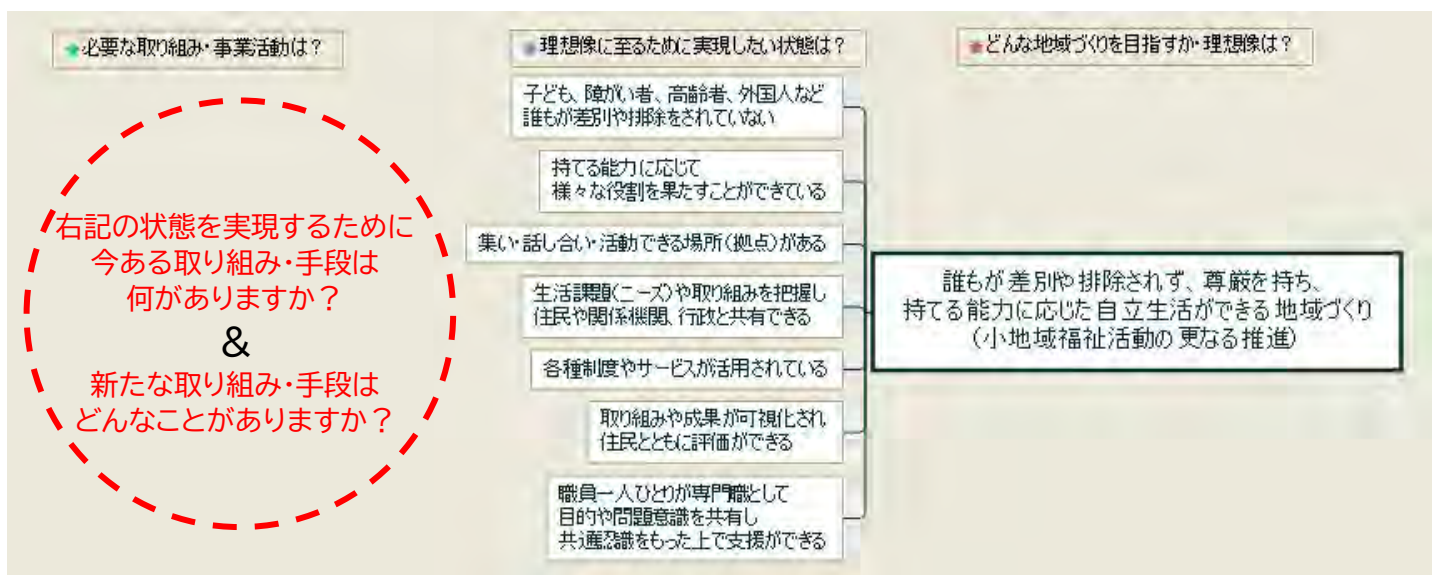 必要な取り組み・事業活動は？
理想像に至るために実現したい状態は？
どんな地域づくりを目指すか・理想像は？
右記の状態を実現するために
今ある取り組み・手段は
何がありますか？
&
新たな取り組み・手段は
どんなことがありますか？
子ども、障がい者、高齢者、外国人など
誰もが差別や排除をされていない
持てる能力に応じて
様々な役割を果たすことができている
集い・話し合い・活動できる場所（拠点）がある
生活課題（ニーズ）や取り組みを把握し
住民や関係機関、行政と共有できる
各種制度やサービスが活用されている
取り組みや成果が可視化され
住民とともに評価ができる
職員一人ひとりが専門職として
目的や問題意識を共有し
共通認識をもった上で支援ができる
誰もが差別や排除されず、尊厳を持ち、
持てる能力に応じた自立生活ができる地域づくり
（小地域福祉活動の更なる推進）